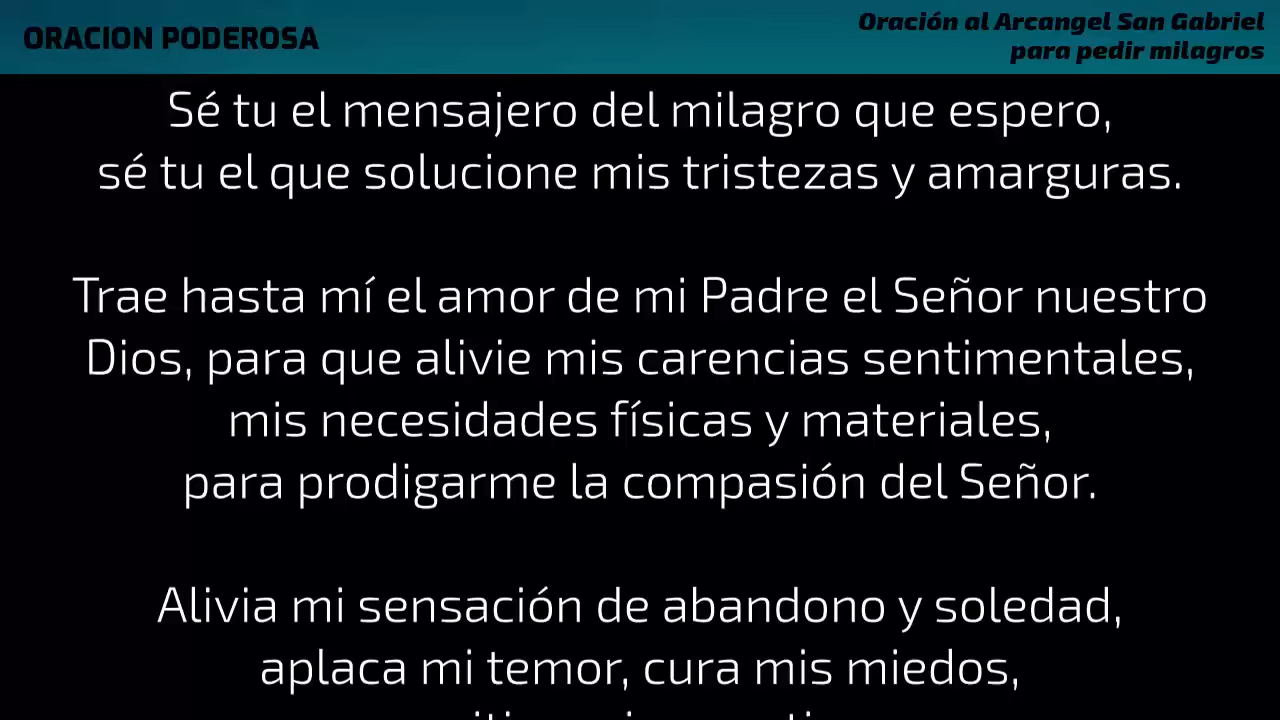 ORACION PODEROSA
Oración al Arcangel San Gabriel
para pedir milagros
Sé tu el mensajero del milagro que espero,
sé tu el que solucione mis tristezas y amarguras.
Trae hasta mí el amor de mi Padre el Señor nuestro
Dios, para que alivie mis carencias sentimentales,
mis necesidades físicas y materiales,
para prodigarme la compasión del Señor.
Alivia mi sensación de abandono y soledad,
aplaca mi temor, cura mis miedos,